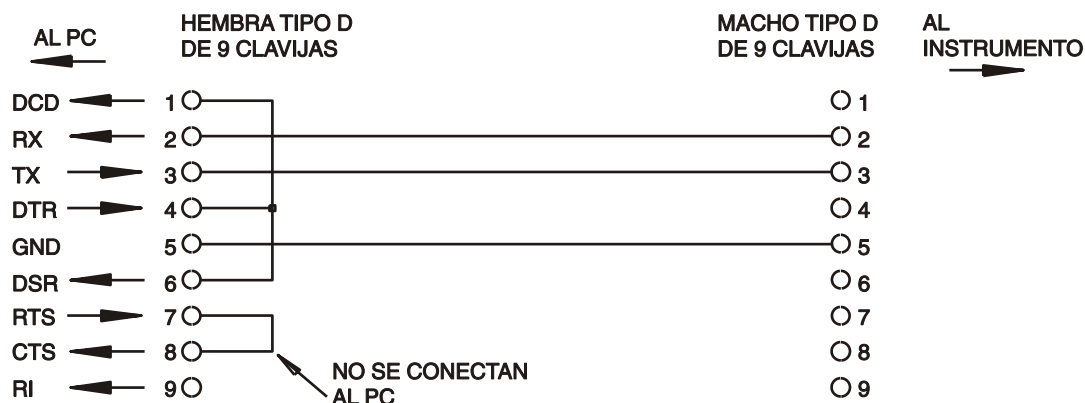 AL PC
HEMBRA TIPO D
DE 9 CLAVIJAS
MACHO TIPO D
DE 9 CLAVIJAS
AL
INSTRUMENTO
DCD 1 1
RX 2 2
TX 3 3
DTR 4 4
GND 5 5
DSR 6 6
RTS 7 7
CTS 8 8
RI 9 9
NO SE CONECTAN
AL PC